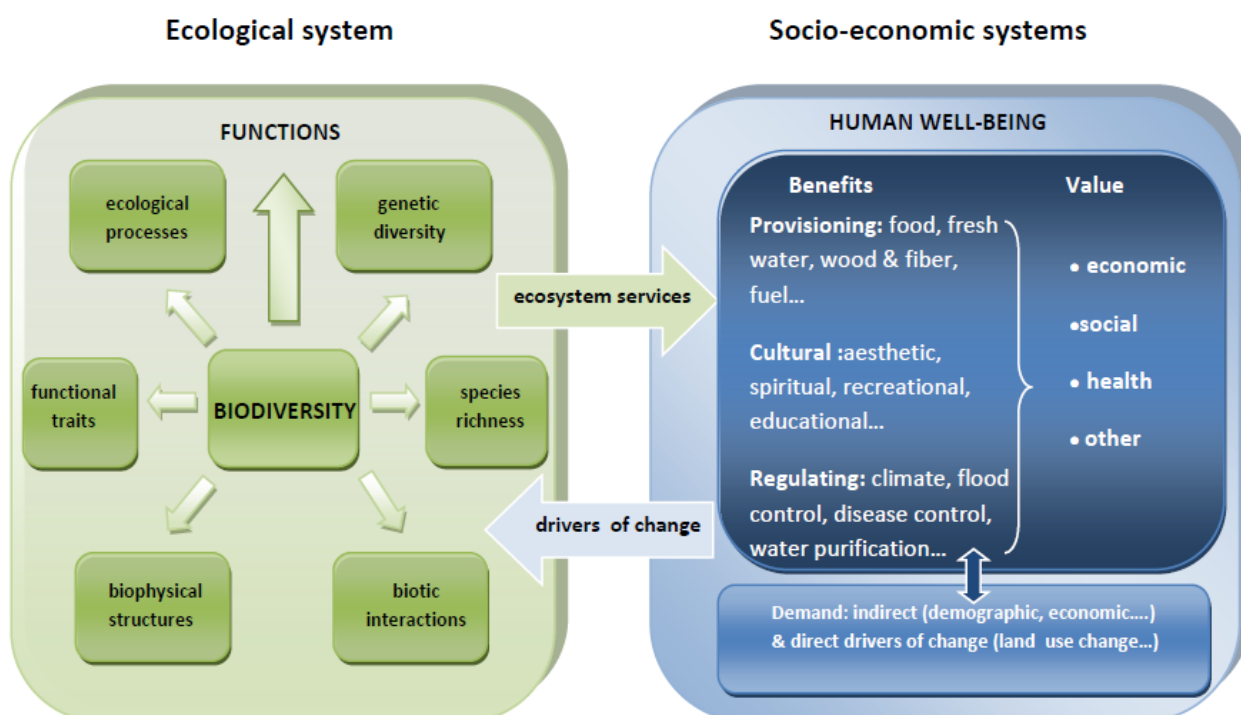 Ecological system
Socio-economic systems
FUNCTIONS
ecological
processes
genetic
diversity
functional
traits
BIODIVERSITY
species
richness
biophysical
structures
biotic
interactions
ecosystem services
drivers of change
HUMAN WELL-BEING
Benefits
Value
Provisioning: food, fresh
water, wood & fiber,
fuel...
Cultural :aesthetic,
spiritual, recreational,
educational...
Regulating: climate, flood
control, disease control,
water purification...
• economic
•social
• health
• other
Demand: indirect (demographic, economic....)
& direct drivers of change (land use change...)